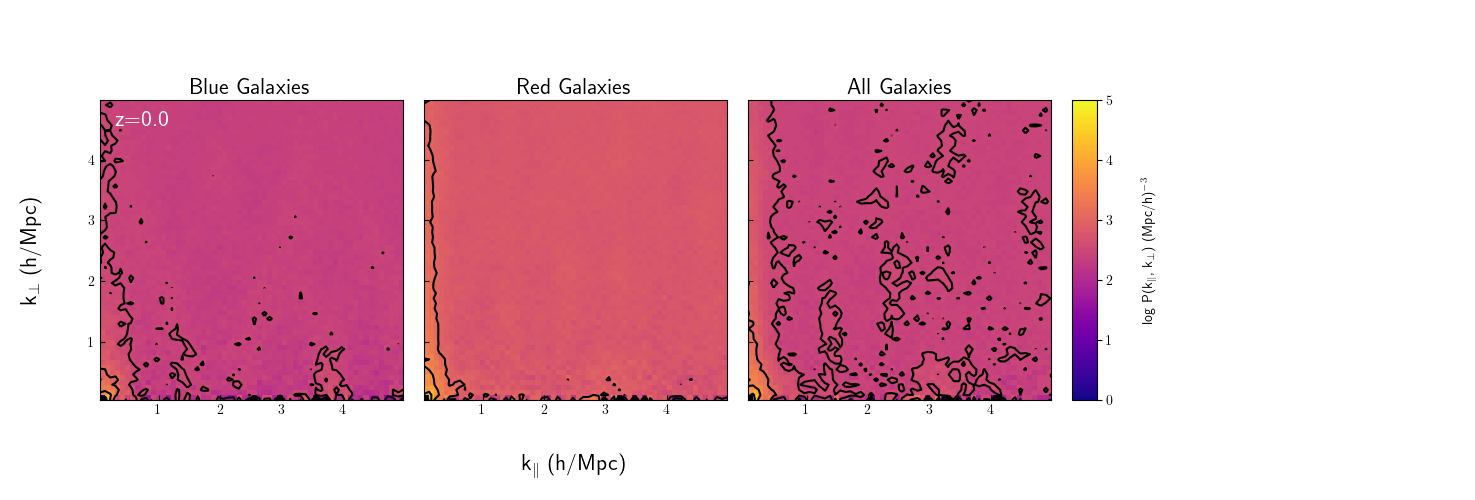 Blue Galaxies
Red Galaxies
All Galaxies
z=0.0
k⊥ (h/Mpc)
4
3
2
1
1 2 3 4
1 2 3 4
1 2 3 4
k∥ (h/Mpc)
5
4
3
2
1
0
log P(k∥, k⊥) (Mpc/h)⁻³